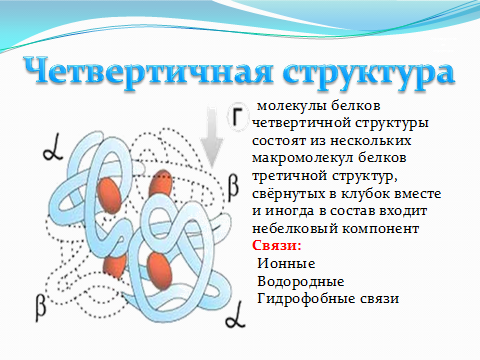 Четвертичная структура
молекулы белков
четвертичной структуры
состоят из нескольких
макромолекул белков
третичной структур,
свёрнутых в клубок вместе
и иногда в состав входит
небелковый компонент
Связи:
Ионные
Водородные
Гидрофобные связи
Г
α
β
β
α